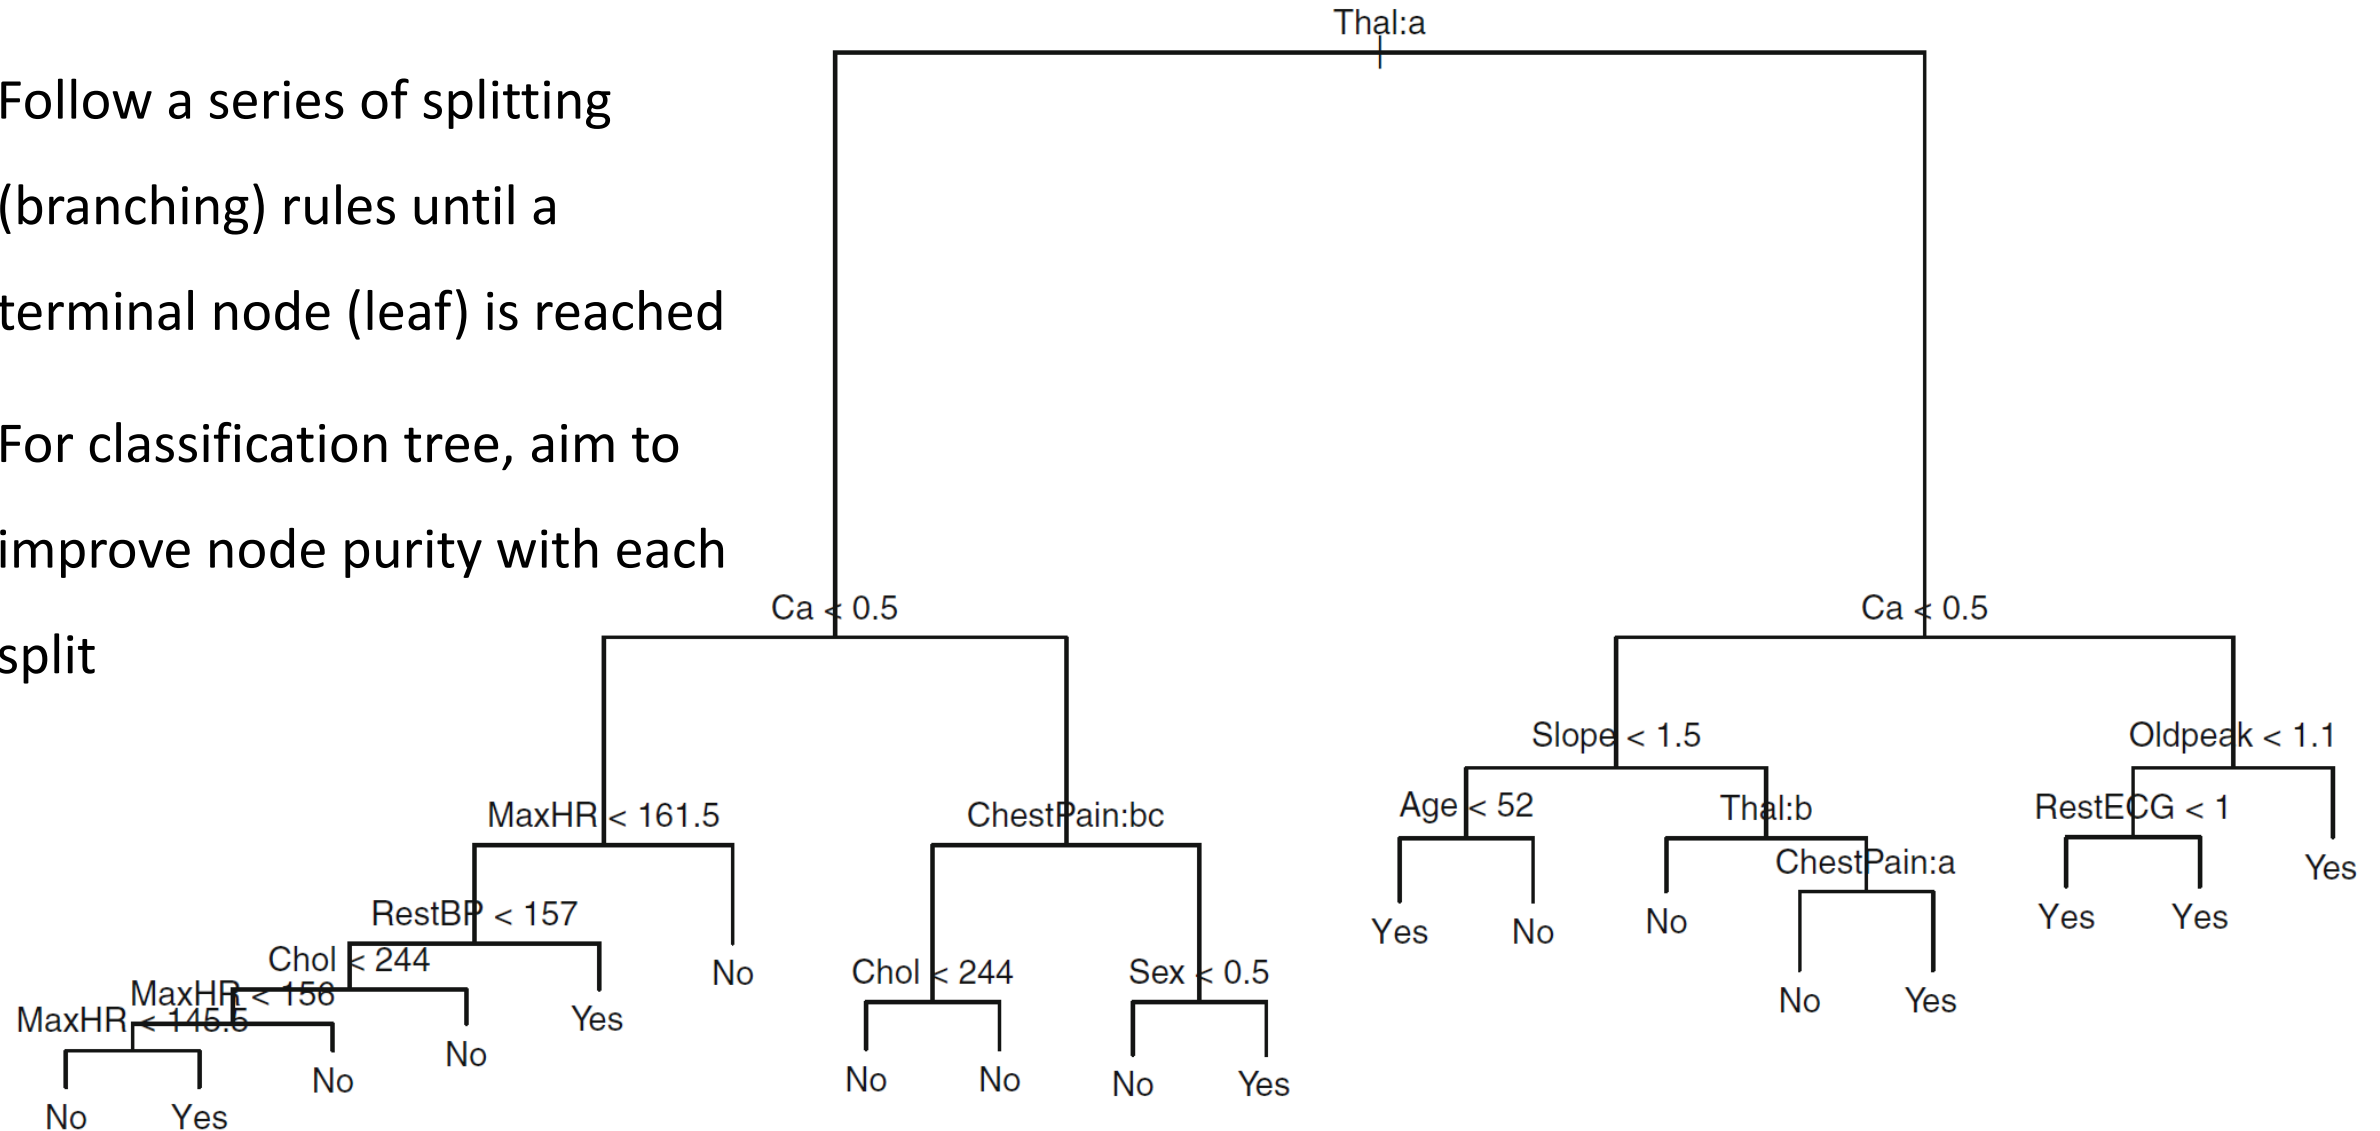 Thal:a
Follow a series of splitting
(branching) rules until a
terminal node (leaf) is reached
For classification tree, aim to
improve node purity with each
split
Ca < 0.5
Ca < 0.5
Slope < 1.5
Oldpeak < 1.1
MaxHR < 161.5
ChestPain:bc
Age < 52
Thal:b
RestECG < 1
ChestPain:a
Yes
RestBP < 157
Yes
No
No
Yes
Yes
Chol < 244
No
Chol < 244
Sex < 0.5
MaxHR < 156
No
Yes
MaxHR < 145.5
Yes
No
No
No
No
No
Yes
No
Yes